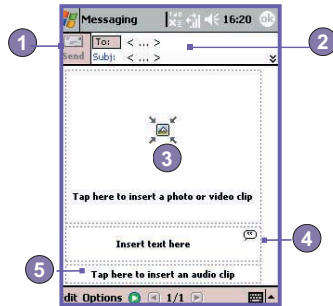 Messaging 16:20 ok
1
Send To: < ... > 2
Subj: < ... >
3
Tap here to insert a photo or video clip
Insert text here 4
5 Tap here to insert an audio clip
dit Options 1/1